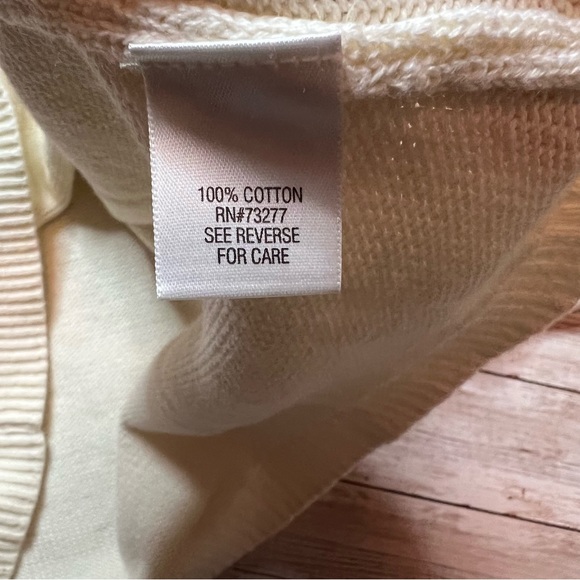 100% COTTON
RN#73277
SEE REVERSE
FOR CARE